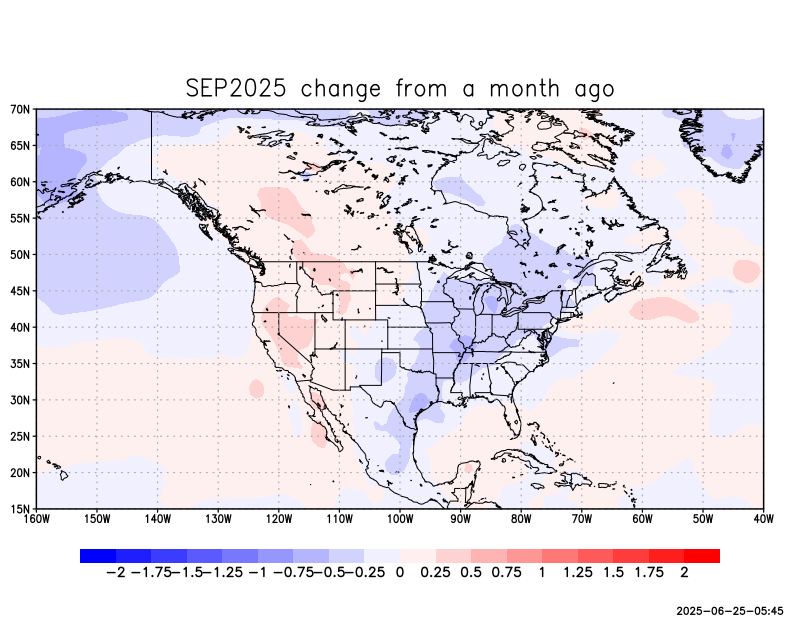 SEP2025 change from a month ago
70N
65N
60N
55N
50N
45N
40N
35N
30N
25N
20N
15N
160W 150W 140W 130W 120W 110W 100W 90W 80W 70W 60W 50W 40W
−2 −1.75 −1.5 −1.25 −1 −0.75 −0.5 −0.25 0 0.25 0.5 0.75 1 1.25 1.5 1.75 2
2025−06−25−05:45